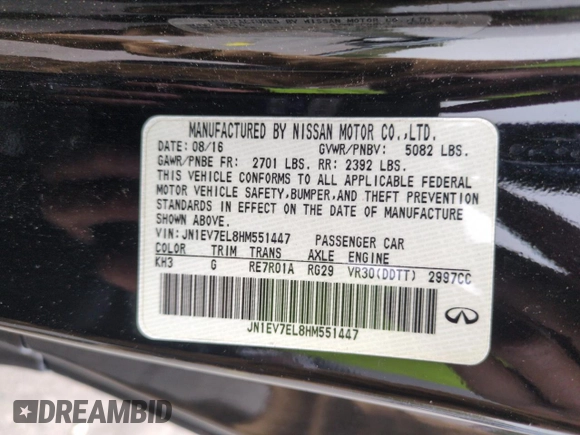 MANUFACTURED BY NISSAN MOTOR CO.,LTD.
DATE: 08/16 GVWR/PNBV: 5082 LBS.
GAWR/PNBE FR: 2701 LBS. RR: 2392 LBS.
THIS VEHICLE CONFORMS TO ALL APPLICABLE FEDERAL
MOTOR VEHICLE SAFETY,BUMPER,AND THEFT PREVENTION
STANDARDS IN EFFECT ON THE DATE OF MANUFACTURE
SHOWN ABOVE.
VIN: JN1EV7EL8HM551447 PASSENGER CAR
COLOR TRIM TRANS AXLE ENGINE
KH3 G RE7R01A RG29 VR30(DDTT) 2997CC
JN1EV7EL8HM551447
DREAMBID